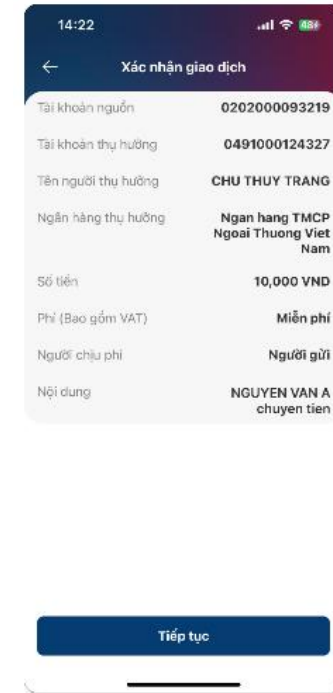 14:22
48
Xác nhận giao dịch
Tài khoản nguồn 0202000093219
Tài khoản thụ hưởng 0491000124327
Tên người thụ hưởng CHU THUY TRANG
Ngân hàng thụ hưởng Ngan hang TMCP
Ngoai Thuong Viet
Nam
Số tiền 10,000 VND
Phí (Bao gồm VAT) Miễn phí
Người chịu phí Người gửi
Nội dung NGUYEN VAN A
chuyen tien
Tiếp tục